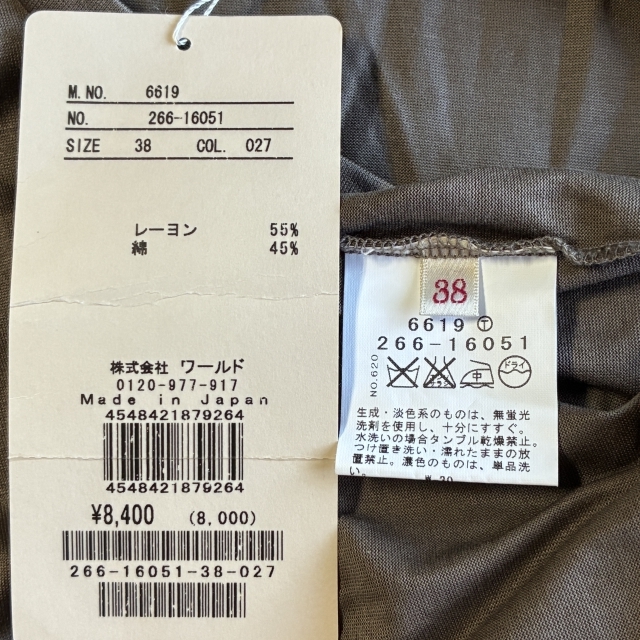 M.NO. 6619
NO. 266-16051
SIZE 38 COL. 027
レーヨン 55%
綿 45%
株式会社 ワールド
0120-977-917
Made in Japan
4548421879264
4548421879264
¥8,400 (8,000)
266-16051-38-027
38
6619 Ⓣ
266-16051
NO.620
中 ドライ
生成・淡色系のものは、無蛍光
洗剤を使用し、十分にすすぐ。
水洗いの場合タンブル乾燥禁止。
つけ置き洗い・濡れたままの放
置禁止。濃色のものは、単品洗
い。
W 30